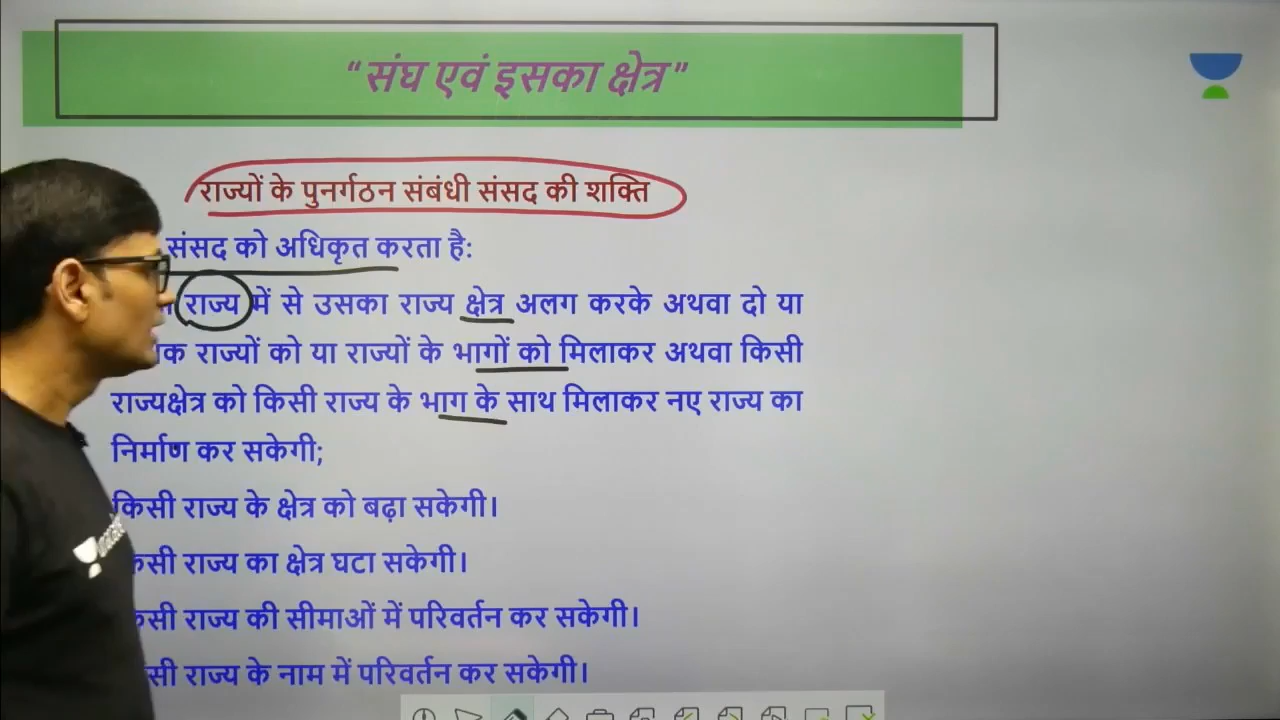 “संघ एवं इसका क्षेत्र”
राज्यों के पुनर्गठन संबंधी संसद की शक्ति
संसद को अधिकृत करता है:
राज्य में से उसका राज्य क्षेत्र अलग करके अथवा दो या
राज्यों को या राज्यों के भागों को मिलाकर अथवा किसी
राज्यक्षेत्र को किसी राज्य के भाग के साथ मिलाकर नए राज्य का
निर्माण कर सकेगी;
किसी राज्य के क्षेत्र को बढ़ा सकेगी।
राज्य का क्षेत्र घटा सकेगी।
राज्य की सीमाओं में परिवर्तन कर सकेगी।
राज्य के नाम में परिवर्तन कर सकेगी।